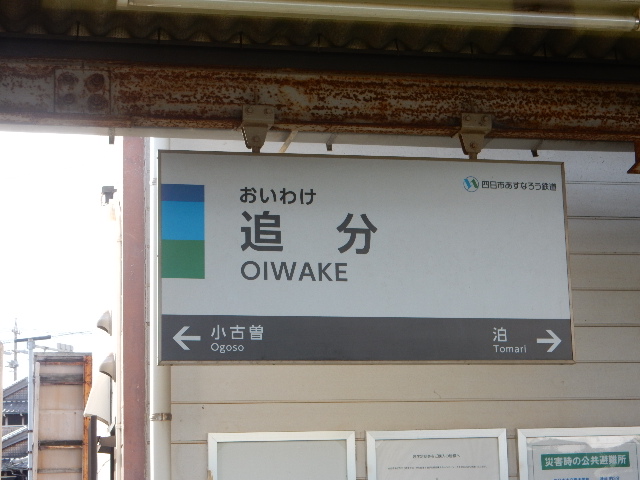 四日市あすなろう鉄道
おいわけ
追分
OIWAKE
← 小古曽
Ogoso
泊 →
Tomari
災害時の公共避難所